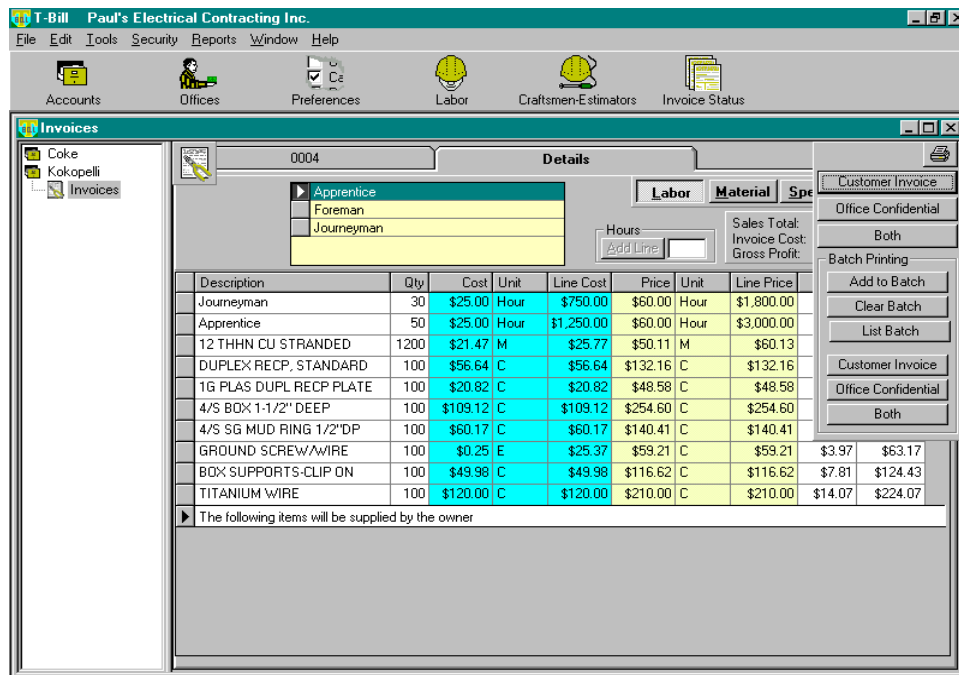 T-Bill Paul's Electrical Contracting Inc.
File Edit Tools Security Reports Window Help
Accounts Offices Preferences Labor Craftsmen-Estimators Invoice Status
Invoices
Coke
Kokopelli
Invoices
0004 Details
Apprentice
Foreman
Journeyman
Labor Material Spe
Hours
Add Line
Sales Total:
Invoice Cost:
Gross Profit:
Customer Invoice
Office Confidential
Both
Batch Printing
Add to Batch
Clear Batch
List Batch
Customer Invoice
Office Confidential
Both
Description Qty Cost Unit Line Cost Price Unit Line Price
Journeyman 30 $25.00 Hour $750.00 $60.00 Hour $1,800.00
Apprentice 50 $25.00 Hour $1,250.00 $60.00 Hour $3,000.00
12 THHN CU STRANDED 1200 $21.47 M $25.77 $50.11 M $60.13
DUPLEX RECP, STANDARD 100 $56.64 C $56.64 $132.16 C $132.16
1G PLAS DUPL RECP PLATE 100 $20.82 C $20.82 $48.58 C $48.58
4/S BOX 1-1/2" DEEP 100 $109.12 C $109.12 $254.60 C $254.60
4/S SG MUD RING 1/2"DP 100 $60.17 C $60.17 $140.41 C $140.41
GROUND SCREW/WIRE 100 $0.25 E $25.37 $59.21 C $59.21 $3.97 $63.17
BOX SUPPORTS-CLIP ON 100 $49.98 C $49.98 $116.62 C $116.62 $7.81 $124.43
TITANIUM WIRE 100 $120.00 C $120.00 $210.00 C $210.00 $14.07 $224.07
The following items will be supplied by the owner